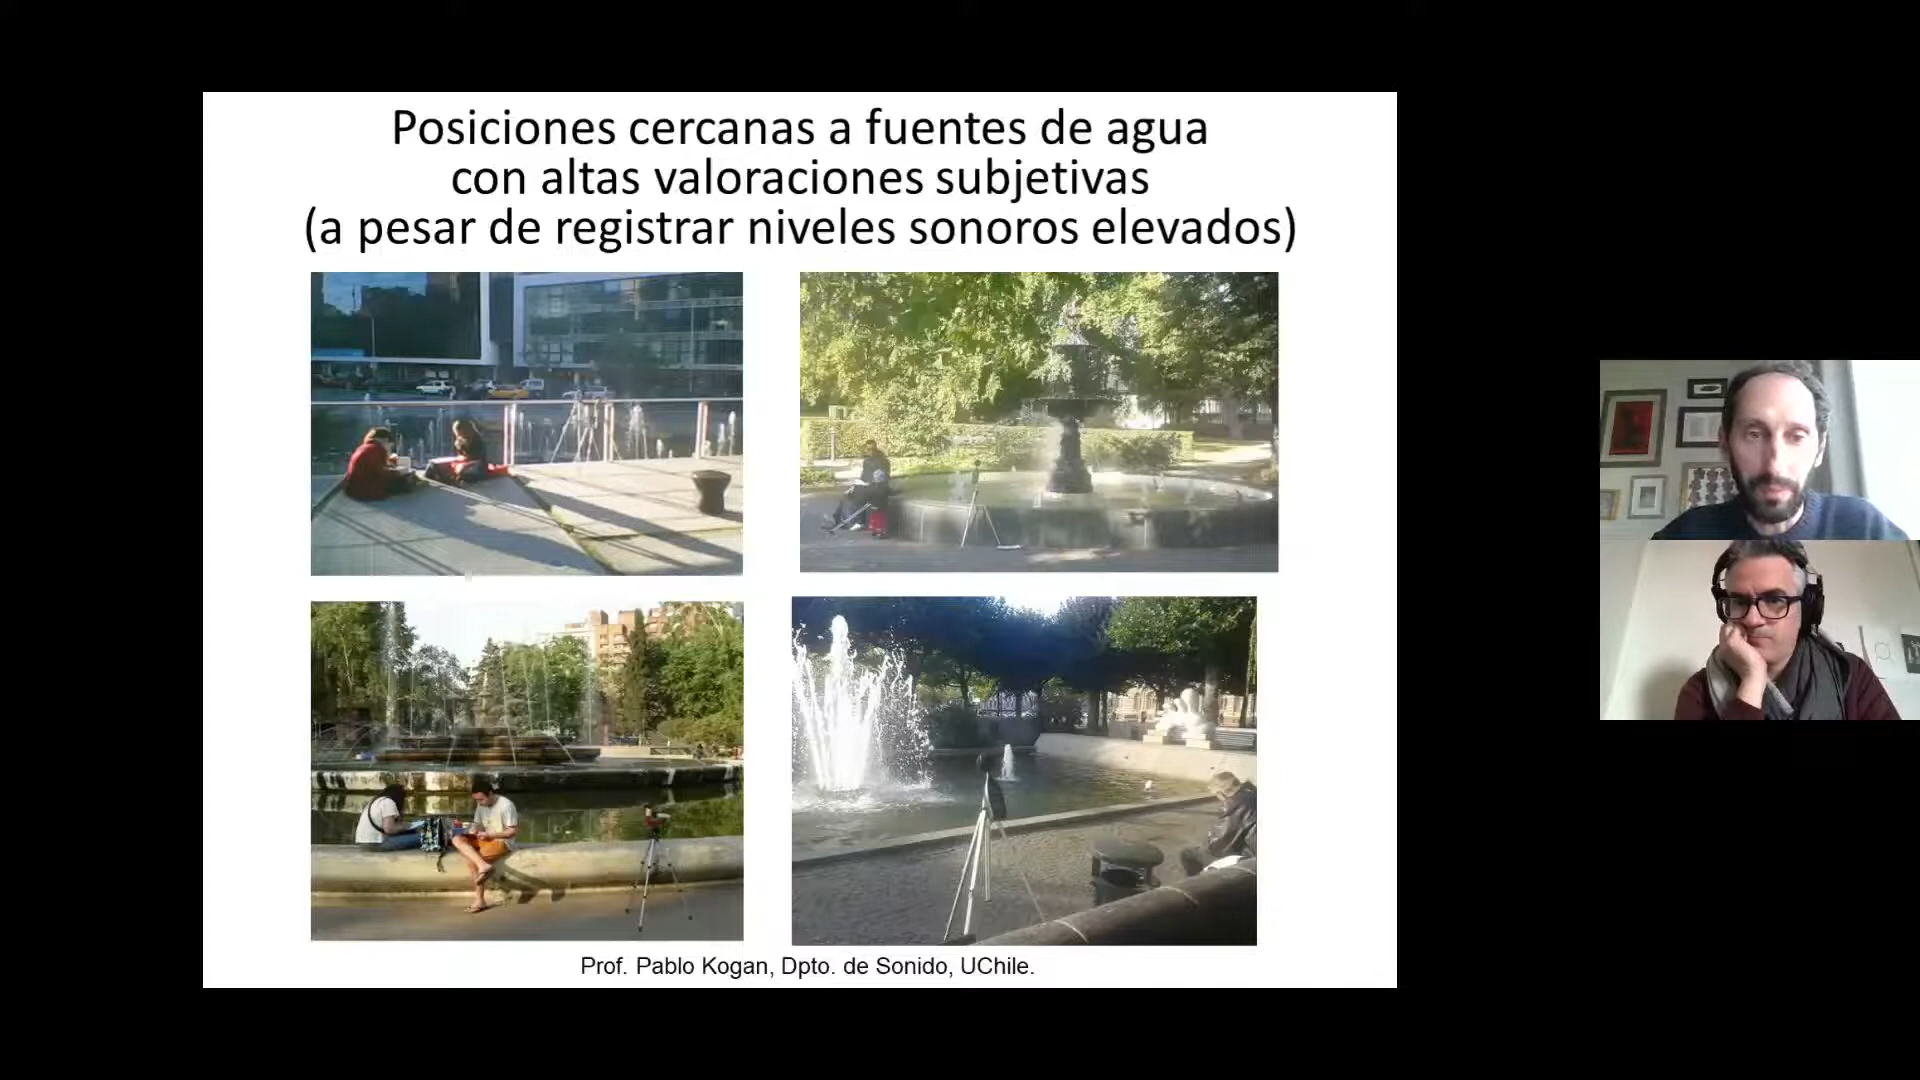 Posiciones cercanas a fuentes de agua
con altas valoraciones subjetivas
(a pesar de registrar niveles sonoros elevados)
Prof. Pablo Kogan, Dpto. de Sonido, UChile.